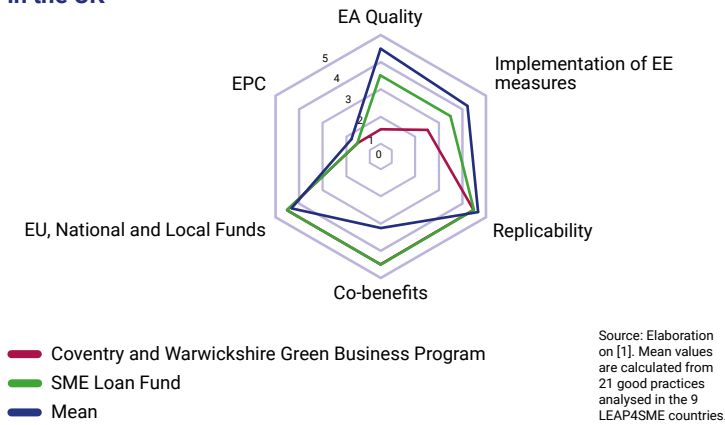 in the UK
EA Quality
Implementation of EE
measures
EPC
5
4
3
2
1
0
EU, National and Local Funds
Replicability
Co-benefits
Coventry and Warwickshire Green Business Program
SME Loan Fund
Mean
Source: Elaboration
on [1]. Mean values
are calculated from
21 good practices
analysed in the 9
LEAP4SME countries.